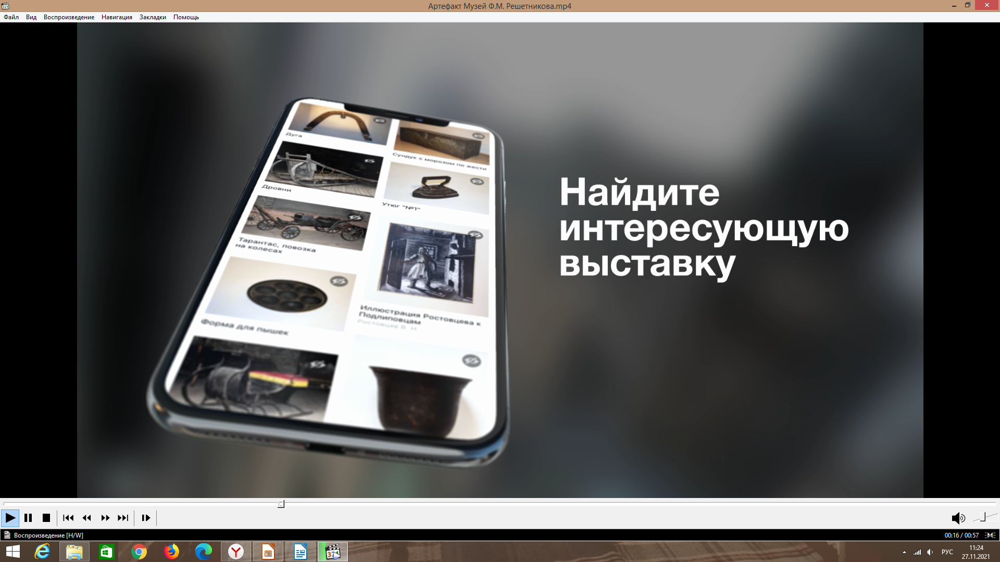 Артефакт Музей Ф.М. Решетникова.mp4
Файл Вид Воспроизведение Навигация Закладки Помощь
Дуга
Сундук с морозом по жести
Дровни
Утюг "№1"
Тарантас, повозка
на колесах
Иллюстрация Ростовцева к
Подлиповцам
Ростовцев В. Н.
Форма для пышек
Найдите
интересующую
выставку
Воспроизведение [H/W]
00:16 / 00:57
РУС
11:24
27.11.2021